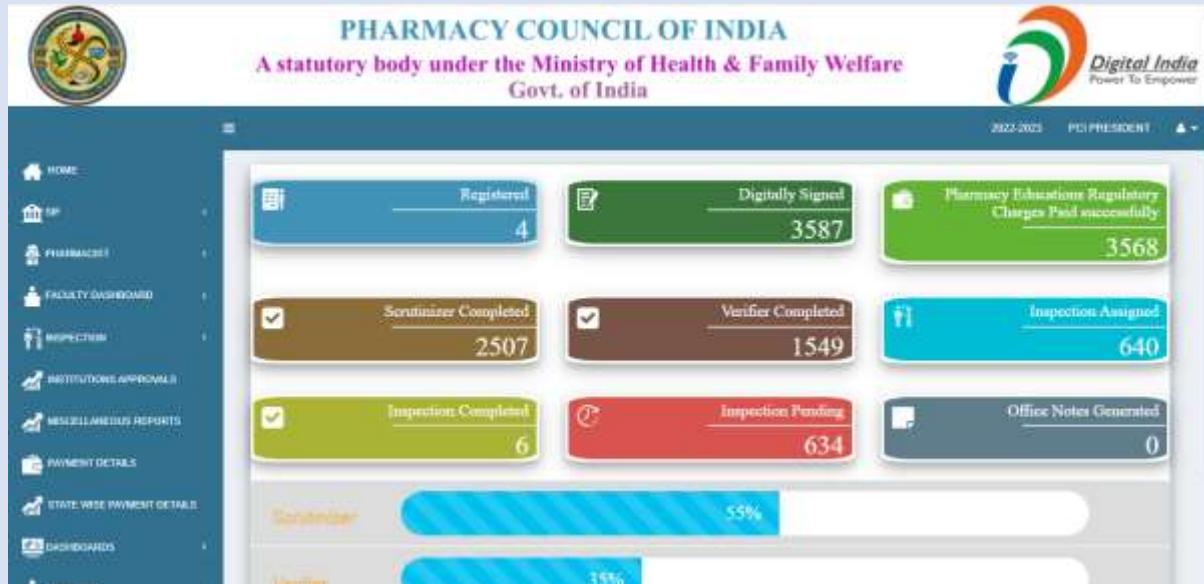 PHARMACY COUNCIL OF INDIA
A statutory body under the Ministry of Health & Family Welfare
Govt. of India
Digital India
Power To Empower
2022-2023 PCI PRESIDENT
HOME
SIF
PHARMACIST
FACULTY DASHBOARD
INSPECTION
INSTITUTIONS APPROVALS
MISCELLANEOUS REPORTS
PAYMENT DETAILS
STATE WISE PAYMENT DETAILS
DASHBOARDS
Registered
4
Digitally Signed
3587
Pharmacy Educations Regulatory
Charges Paid successfully
3568
Scrutinizer Completed
2507
Verifier Completed
1549
Inspection Assigned
640
Inspection Completed
6
Inspection Pending
634
Office Notes Generated
0
Scrutinizer 55%
Verifier 35%